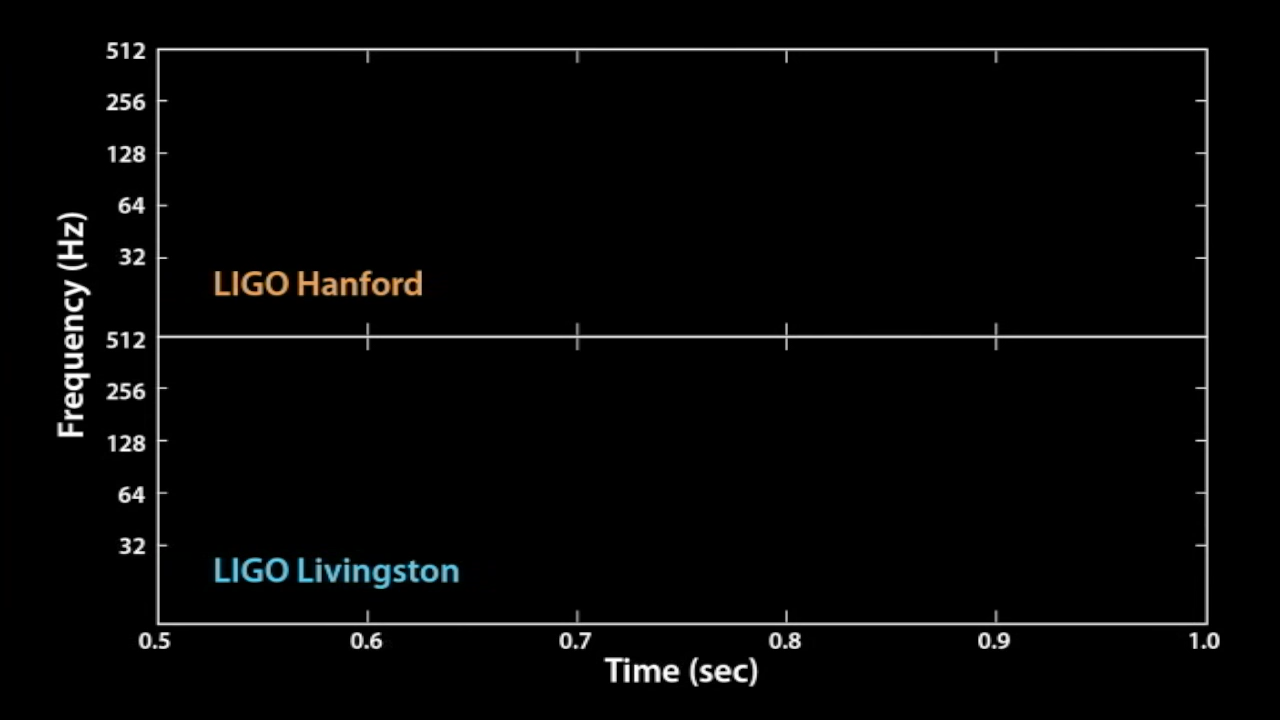 512
256
128
64
32
LIGO Hanford
Frequency (Hz)
512
256
128
64
32
LIGO Livingston
0.5 0.6 0.7 0.8 0.9 1.0
Time (sec)